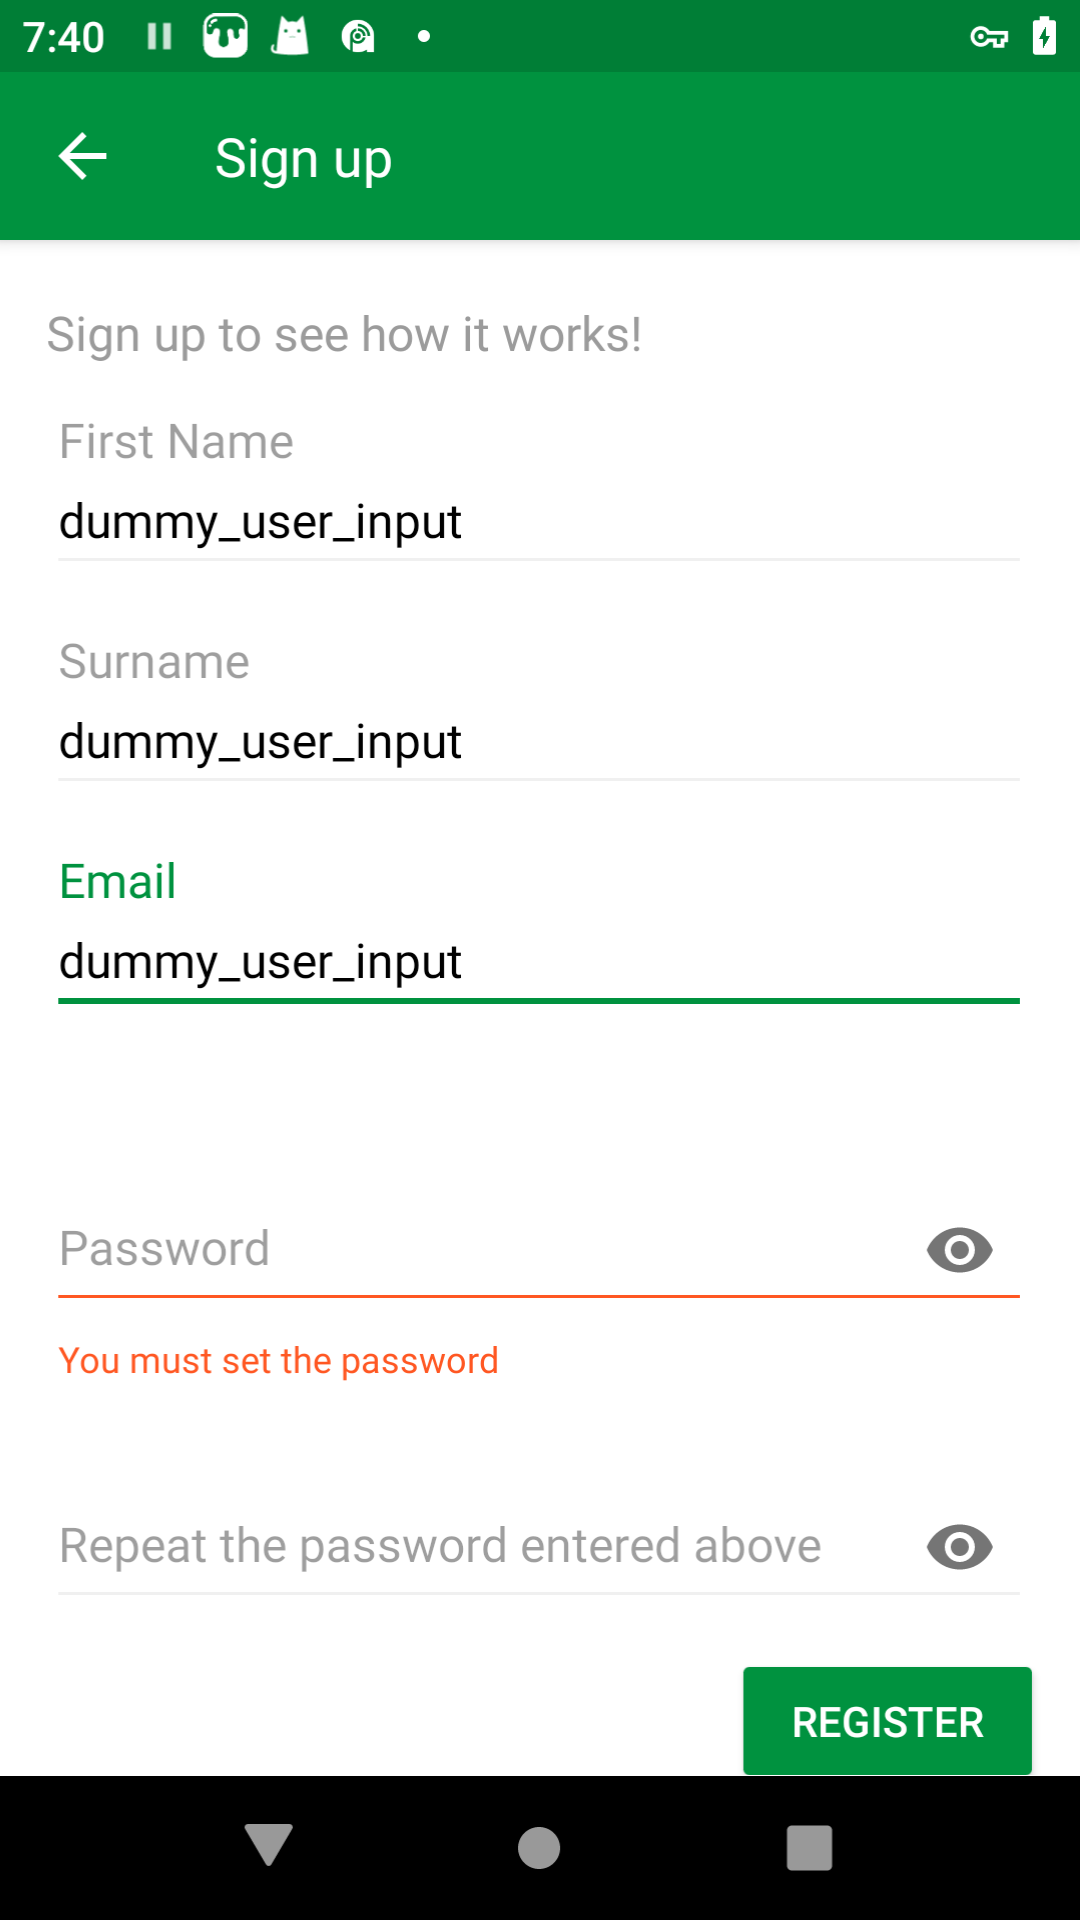 7:40
Sign up
Sign up to see how it works!
First Name
dummy_user_input
Surname
dummy_user_input
Email
dummy_user_input
Password
You must set the password
Repeat the password entered above
REGISTER